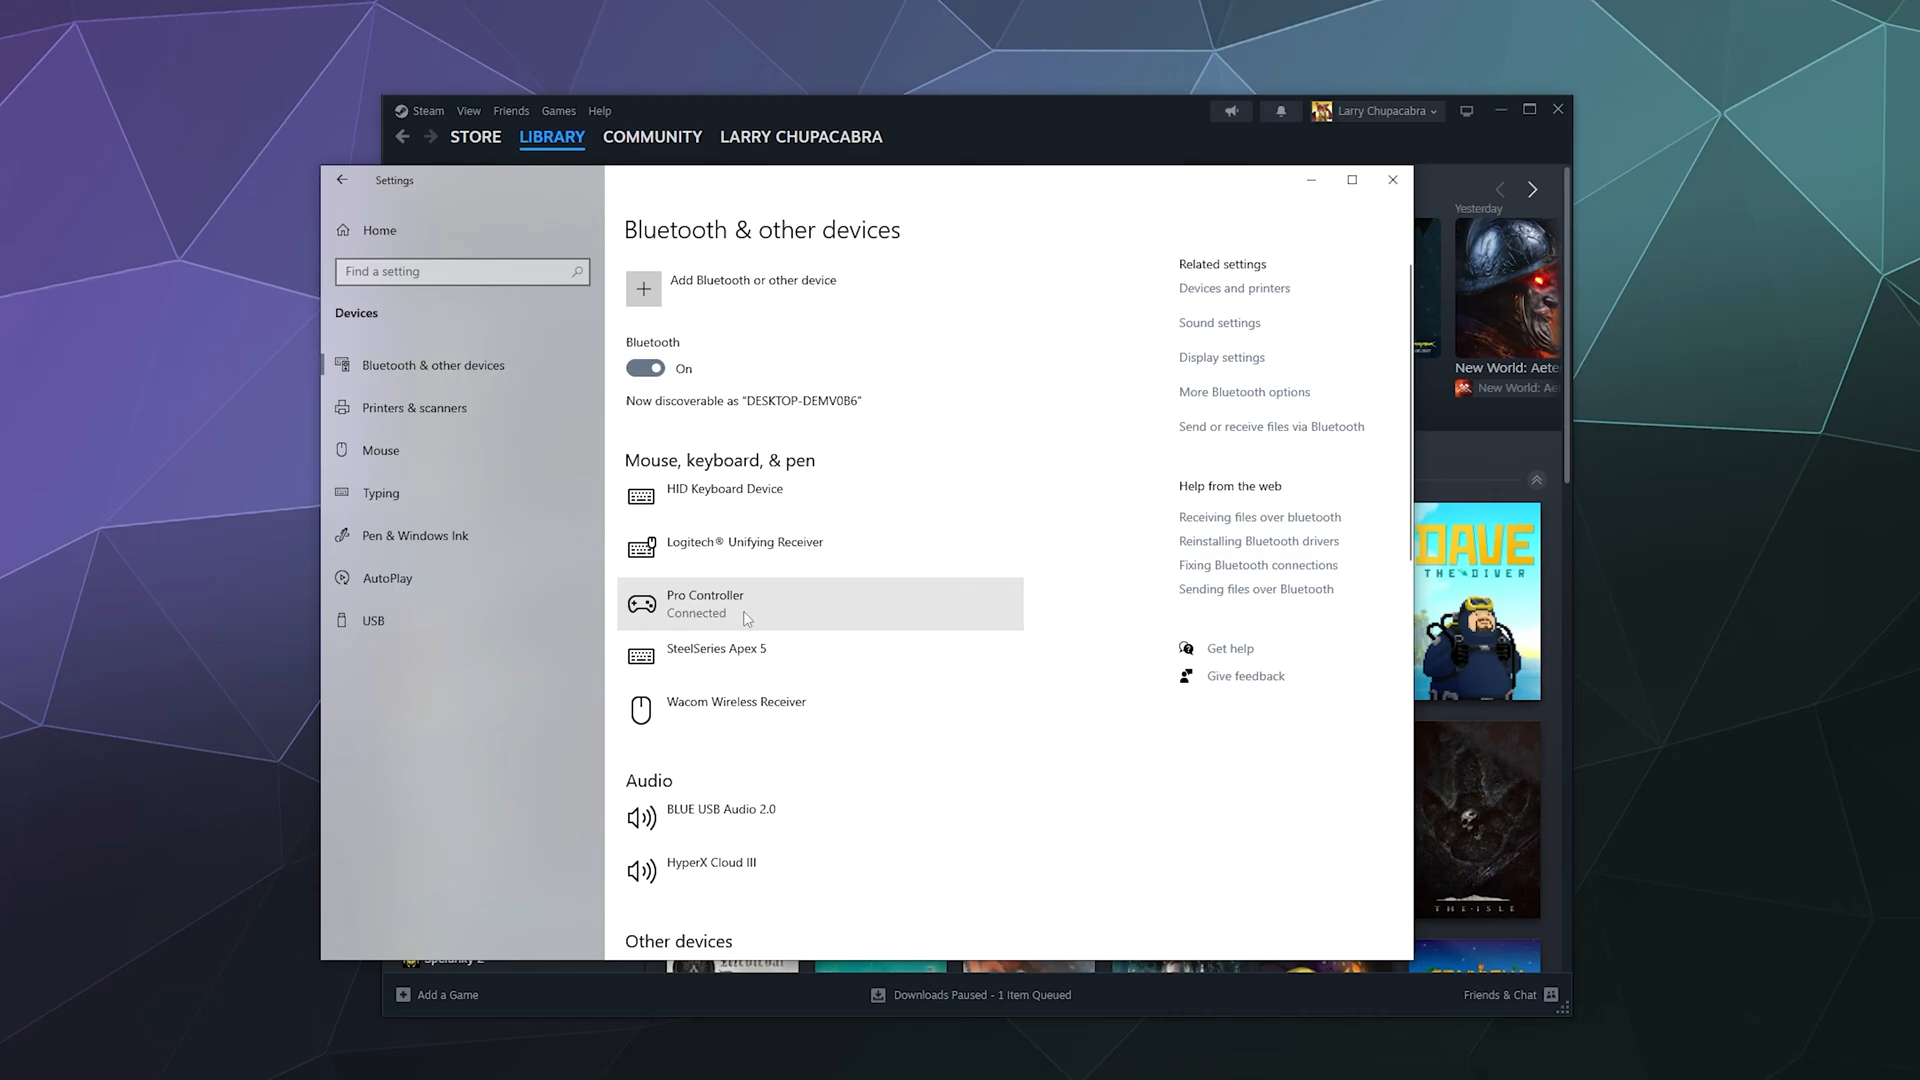 Steam View Friends Games Help
Larry Chupacabra
STORE LIBRARY COMMUNITY LARRY CHUPACABRA
Settings
Home
Find a setting
Devices
Bluetooth & other devices
Printers & scanners
Mouse
Typing
Pen & Windows Ink
AutoPlay
USB
Bluetooth & other devices
Add Bluetooth or other device
Bluetooth
On
Now discoverable as “DESKTOP-DEMV0B6”
Mouse, keyboard, & pen
HID Keyboard Device
Logitech® Unifying Receiver
Pro Controller
Connected
SteelSeries Apex 5
Wacom Wireless Receiver
Audio
BLUE USB Audio 2.0
HyperX Cloud III
Other devices
Related settings
Devices and printers
Sound settings
Display settings
More Bluetooth options
Send or receive files via Bluetooth
Help from the web
Receiving files over bluetooth
Reinstalling Bluetooth drivers
Fixing Bluetooth connections
Sending files over Bluetooth
Get help
Give feedback
Yesterday
New World: Aete
New World: Ae
DAVE
THE DIVER
THE ISLE
Add a Game
Downloads Paused - 1 Item Queued
Friends & Chat